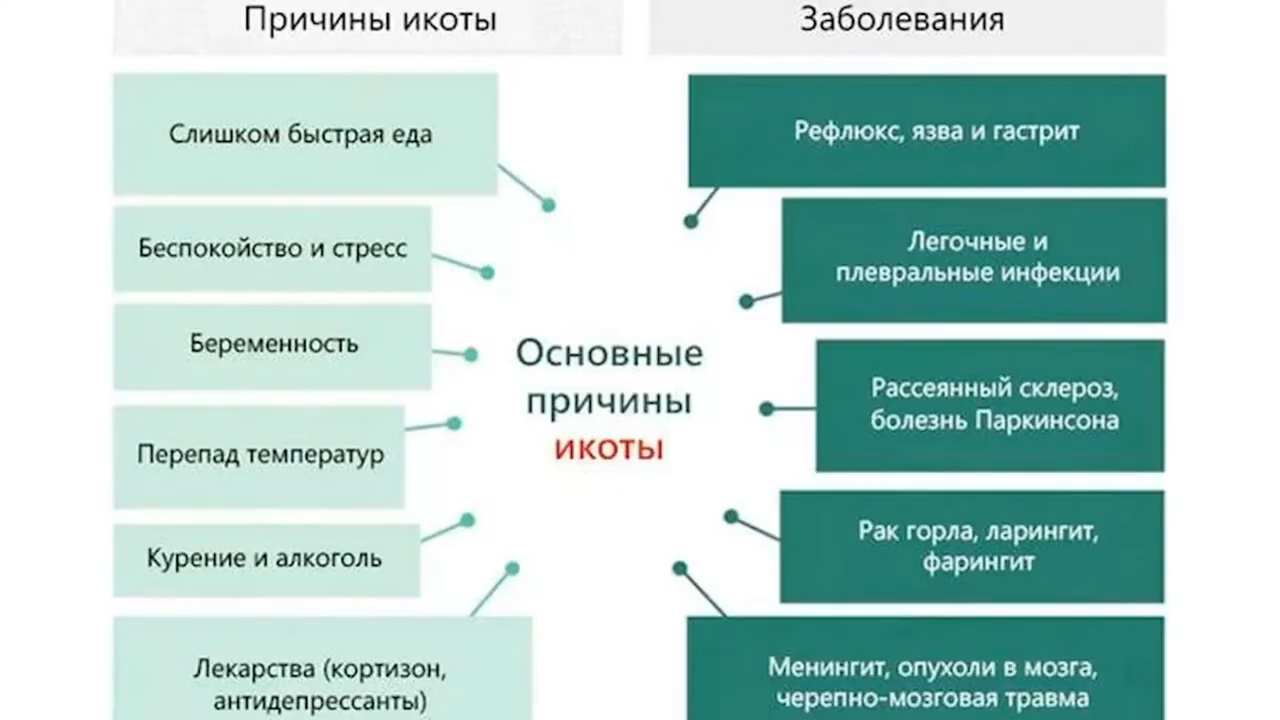 Причины икоты
Слишком быстрая еда
Беспокойство и стресс
Беременность
Перепад температур
Курение и алкоголь
Лекарства (кортизон,
антидепрессанты)
Основные
причины
икоты
Заболевания
Рефлюкс, язва и гастрит
Легочные и
плевральные инфекции
Рассеянный склероз,
болезнь Паркинсона
Рак горла, ларингит,
фарингит
Менингит, опухоли в мозга,
черепно-мозговая травма